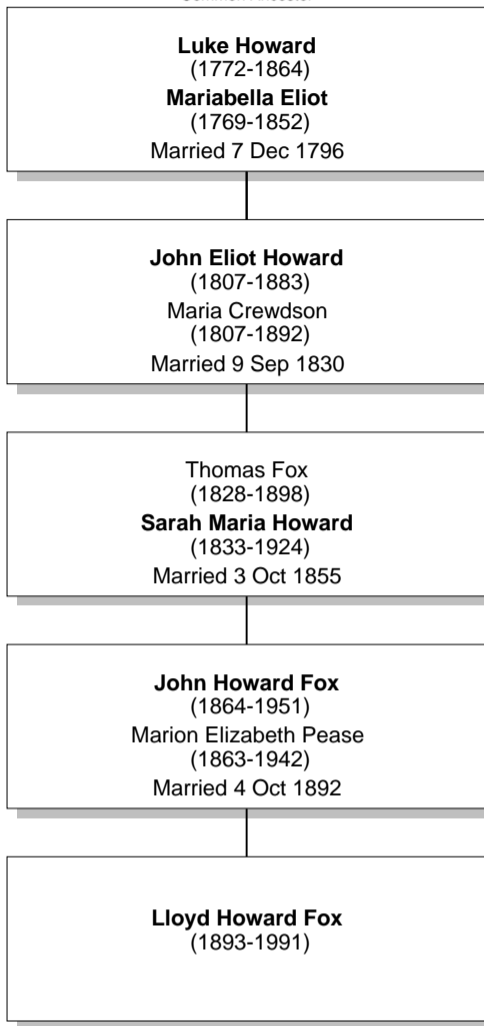 Luke Howard
(1772-1864)
Mariabella Eliot
(1769-1852)
Married 7 Dec 1796
John Eliot Howard
(1807-1883)
Maria Crewdson
(1807-1892)
Married 9 Sep 1830
Thomas Fox
(1828-1898)
Sarah Maria Howard
(1833-1924)
Married 3 Oct 1855
John Howard Fox
(1864-1951)
Marion Elizabeth Pease
(1863-1942)
Married 4 Oct 1892
Lloyd Howard Fox
(1893-1991)